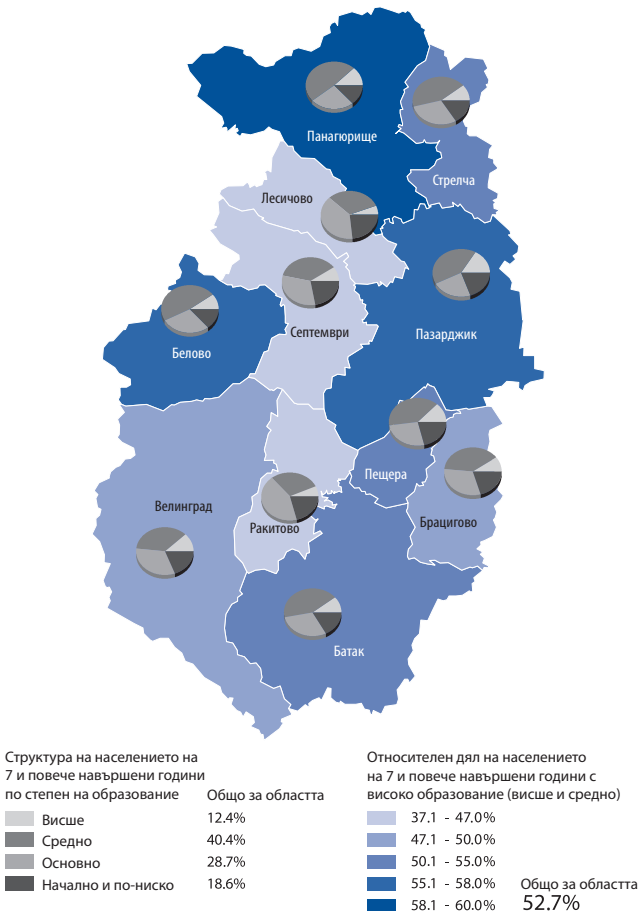 Панагюрище
Стрелча
Лесичово
Септември
Пазарджик
Белово
Пещера
Велинград
Ракитово
Брацигово
Батак
Структура на населението на
7 и повече навършени години
по степен на образование
Общо за областта
Висше 12.4%
Средно 40.4%
Основно 28.7%
Начално и по-ниско 18.6%
Относителен дял на населението
на 7 и повече навършени години с
високо образование (висше и средно)
37.1 - 47.0%
47.1 - 50.0%
50.1 - 55.0%
55.1 - 58.0%
58.1 - 60.0%
Общо за областта
52.7%